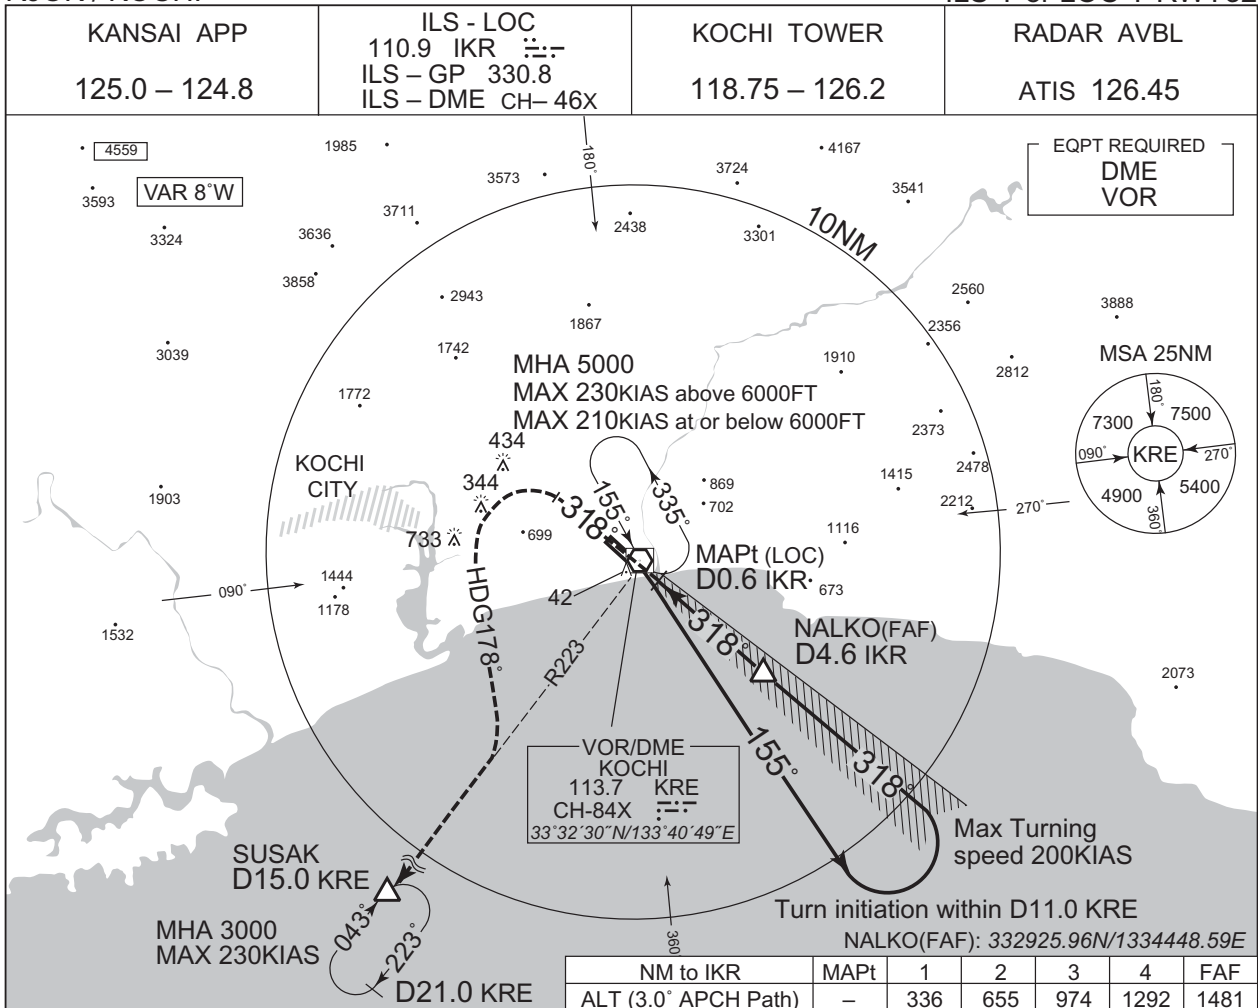 KANSAI APP
125.0 – 124.8
ILS - LOC
110.9 IKR
ILS – GP 330.8
ILS – DME CH– 46X
KOCHI TOWER
118.75 – 126.2
RADAR AVBL
ATIS 126.45
EQPT REQUIRED
DME
VOR
4559
VAR 8°W
1985
180°
4167
3593
3573
3724
3541
3711
3324
3636
2438
3301
10NM
3858
2943
2560
3888
1867
2356
3039
1742
1910
2812
MHA 5000
MAX 230KIAS above 6000FT
MAX 210KIAS at or below 6000FT
MSA 25NM
180°
7300
7500
090°
KRE
270°
4900
5400
360°
1772
2373
434
KOCHI
CITY
344
2478
1903
869
1415
702
2212
270°
155°
335°
318°
733
699
1116
MAPt (LOC)
D0.6 IKR
673
090°
1444
1178
42
HDG178°
1532
R223
318°
NALKO(FAF)
D4.6 IKR
2073
155°
318°
VOR/DME
KOCHI
113.7 KRE
CH-84X
33°32´30˝N/133°40´49˝E
Max Turning
speed 200KIAS
SUSAK
D15.0 KRE
043°
223°
MHA 3000
MAX 230KIAS
D21.0 KRE
360°
Turn initiation within D11.0 KRE
NALKO(FAF): 332925.96N/1334448.59E
NM to IKR MAPt 1 2 3 4 FAF
ALT (3.0° APCH Path) – 336 655 974 1292 1481